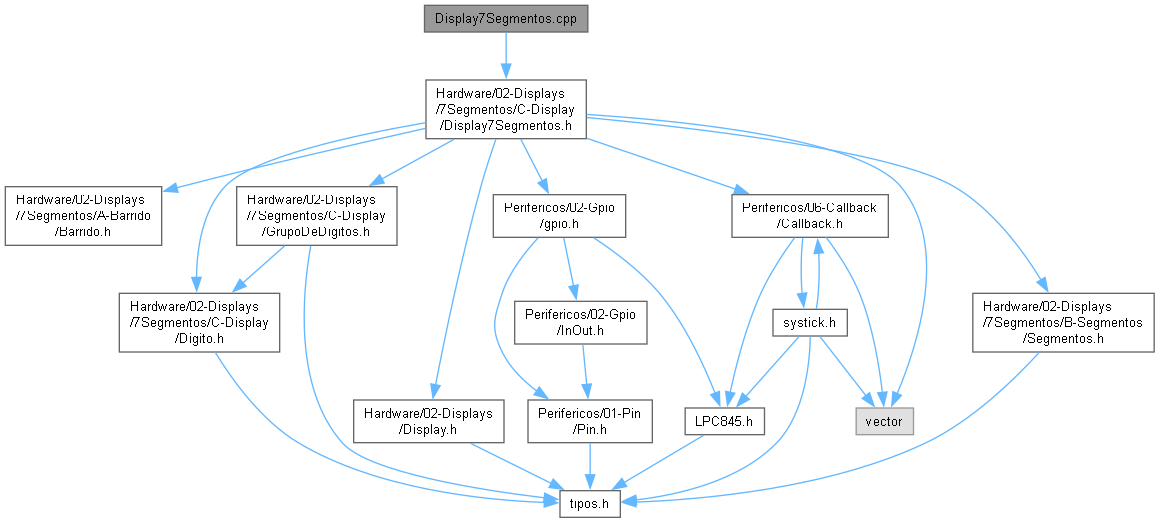 Display7Segmentos.cpp
Hardware/02-Displays
/7Segmentos/C-Display
/Display7Segmentos.h
Hardware/02-Displays
/7Segmentos/A-Barrido
/Barrido.h
Hardware/02-Displays
/7Segmentos/C-Display
/GrupoDeDigitos.h
Perifericos/02-Gpio
/gpio.h
Perifericos/06-Callback
/Callback.h
Hardware/02-Displays
/7Segmentos/C-Display
/Digito.h
Perifericos/02-Gpio
/InOut.h
systick.h
Hardware/02-Displays
/7Segmentos/B-Segmentos
/Segmentos.h
Hardware/02-Displays
/Display.h
Perifericos/01-Pin
/Pin.h
LPC845.h
vector
tipos.h